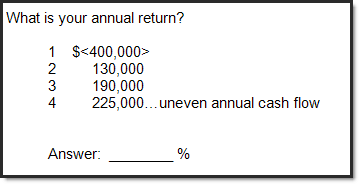 What is your annual return?
1 $<400,000>
2 130,000
3 190,000
4 225,000...uneven annual cash flow
Answer: ________ %